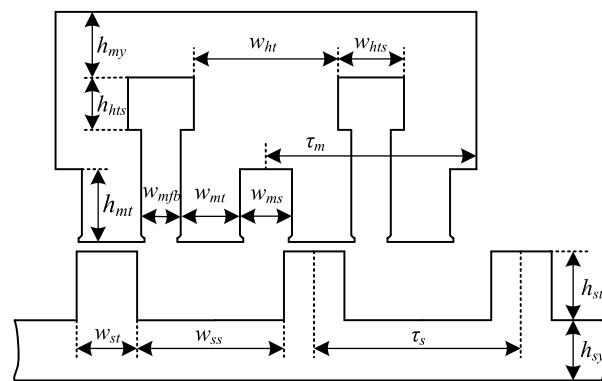 h_my
w_ht
w_hts
h_hts
τ_m
h_mt
w_mfb
w_mt
w_ms
h_st
w_st
w_ss
τ_s
h_sy